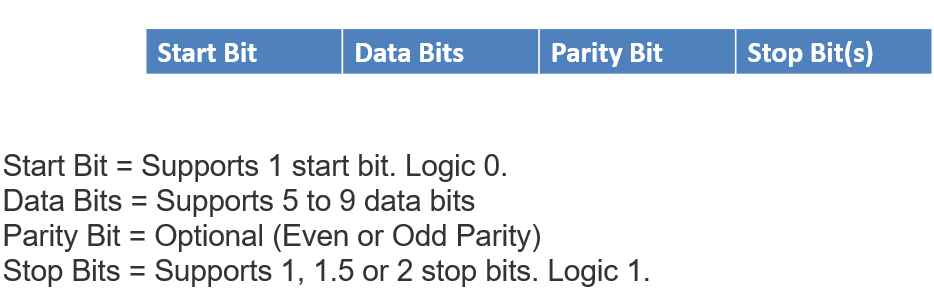 Start Bit Data Bits Parity Bit Stop Bit(s)
Start Bit = Supports 1 start bit. Logic 0.
Data Bits = Supports 5 to 9 data bits
Parity Bit = Optional (Even or Odd Parity)
Stop Bits = Supports 1, 1.5 or 2 stop bits. Logic 1.